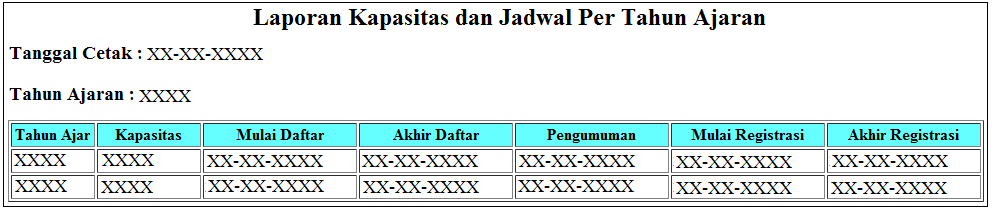 Laporan Kapasitas dan Jadwal Per Tahun Ajaran
Tanggal Cetak : XX-XX-XXXX
Tahun Ajaran : XXXX
Tahun Ajar Kapasitas Mulai Daftar Akhir Daftar Pengumuman Mulai Registrasi Akhir Registrasi
XXXX XXXX XX-XX-XXXX XX-XX-XXXX XX-XX-XXXX XX-XX-XXXX XX-XX-XXXX
XXXX XXXX XX-XX-XXXX XX-XX-XXXX XX-XX-XXXX XX-XX-XXXX XX-XX-XXXX